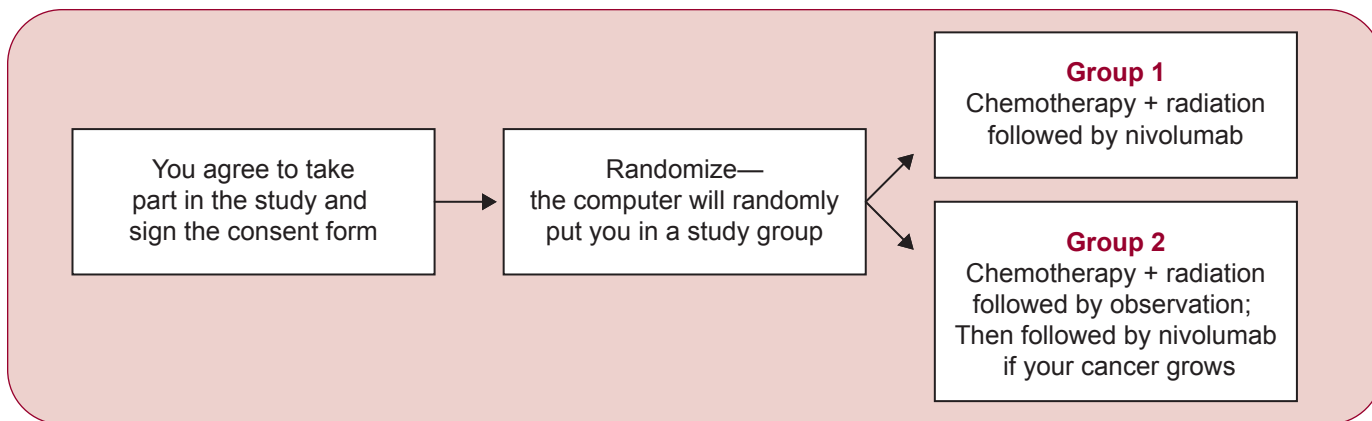 You agree to take
part in the study and
sign the consent form
Randomize—
the computer will randomly
put you in a study group
Group 1
Chemotherapy + radiation
followed by nivolumab
Group 2
Chemotherapy + radiation
followed by observation;
Then followed by nivolumab
if your cancer grows